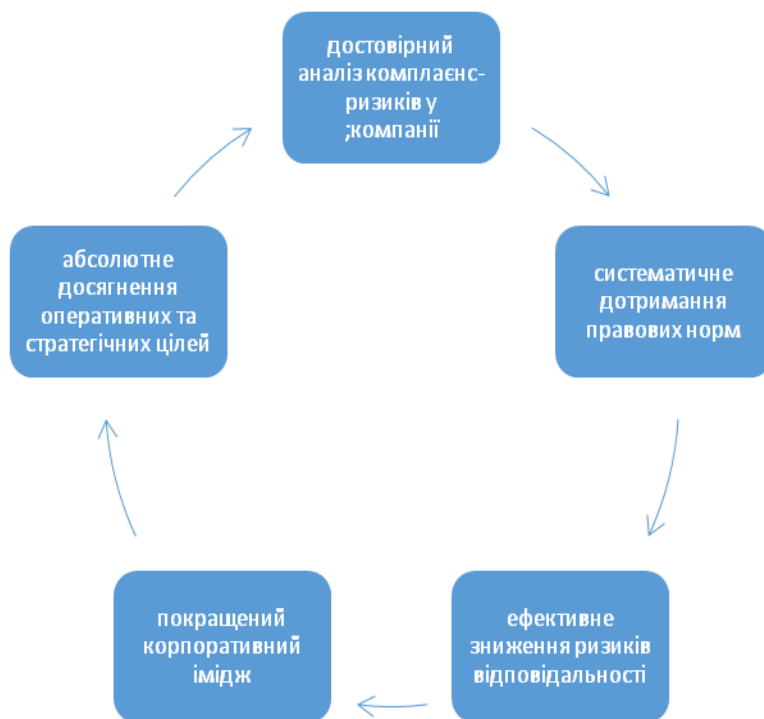 достовірний
аналіз комплаєнс-
ризиків у
;компанії
систематичне
дотримання
правових норм
ефективне
зниження ризиків
відповідальності
покращений
корпоративний
імідж
абсолютне
досягнення
оперативних та
стратегічних цілей